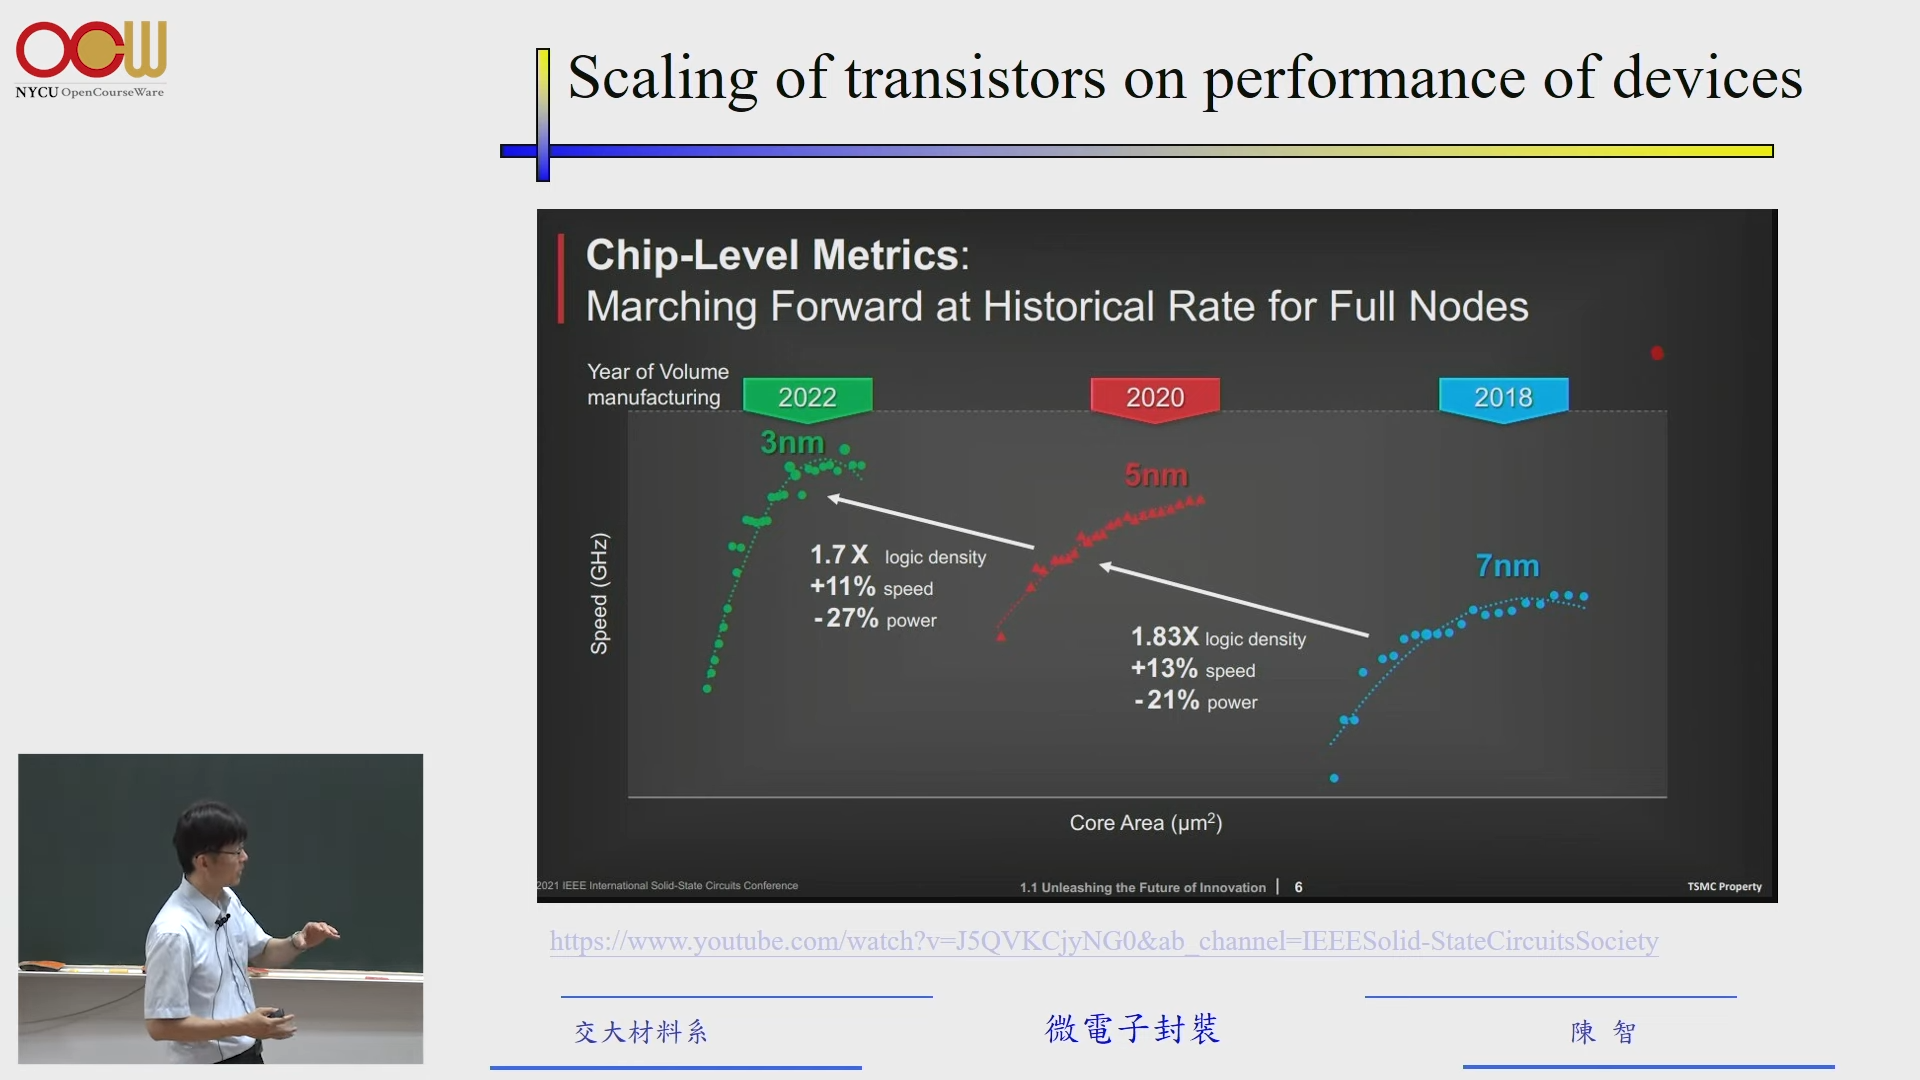 OCW
NYCU OpenCourseWare
Scaling of transistors on performance of devices
Chip-Level Metrics:
Marching Forward at Historical Rate for Full Nodes
Year of Volume
manufacturing
2022
2020
2018
3nm
5nm
7nm
1.7 X logic density
+11% speed
-27% power
1.83X logic density
+13% speed
-21% power
Speed (GHz)
Core Area (μm²)
2021 IEEE International Solid-State Circuits Conference
1.1 Unleashing the Future of Innovation | 6
TSMC Property
https://www.youtube.com/watch?v=J5QVKCjyNG0&ab_channel=IEEESolid-StateCircuitsSociety
交大材料系
微電子封裝
陳 智